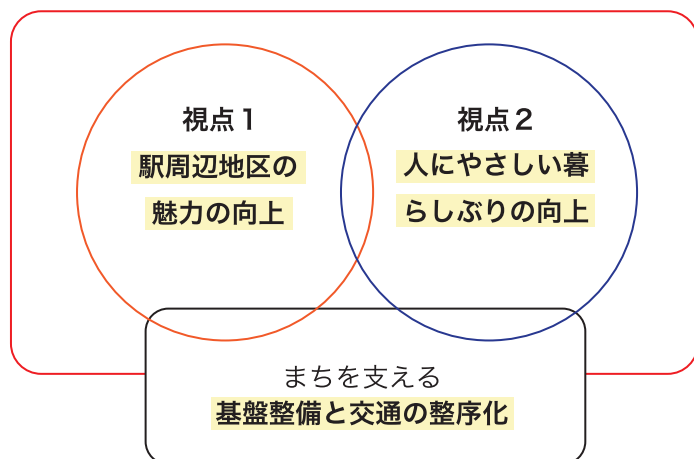 視点１
駅周辺地区の
魅力の向上
視点２
人にやさしい暮
らしぶりの向上
まちを支える
基盤整備と交通の整序化